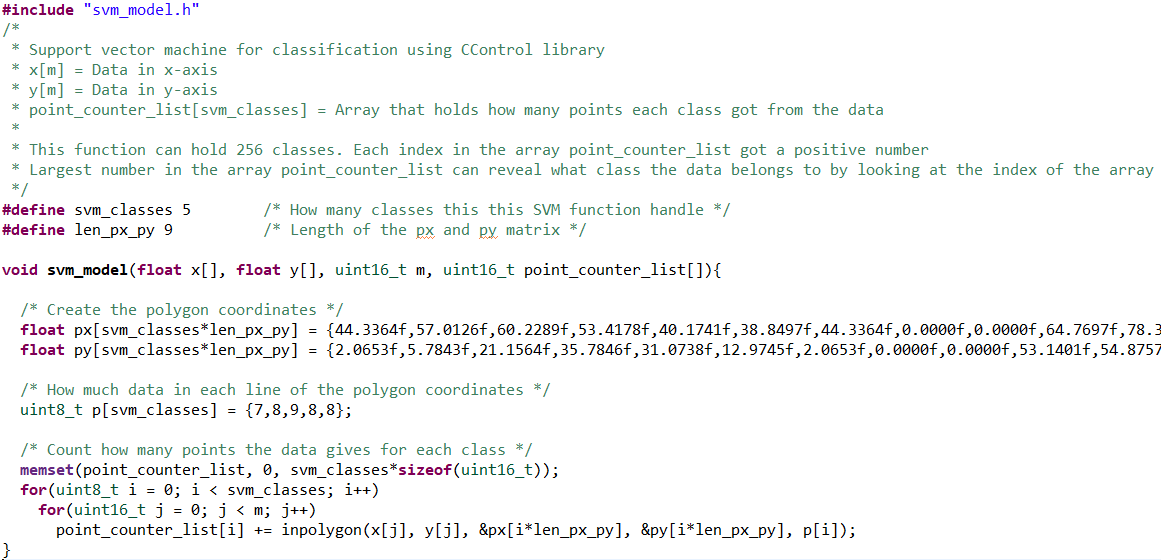 #include "svm_model.h"
/*
 * Support vector machine for classification using CControl library
 * x[m] = Data in x-axis
 * y[m] = Data in y-axis
 * point_counter_list[svm_classes] = Array that holds how many points each class got from the data
 *
 * This function can hold 256 classes. Each index in the array point_counter_list got a positive number
 * Largest number in the array point_counter_list can reveal what class the data belongs to by looking at the index of the array
 */
#define svm_classes 5        /* How many classes this this SVM function handle */
#define len_px_py 9          /* Length of the px and py matrix */

void svm_model(float x[], float y[], uint16_t m, uint16_t point_counter_list[]){

  /* Create the polygon coordinates */
  float px[svm_classes*len_px_py] = {44.3364f,57.0126f,60.2289f,53.4178f,40.1741f,38.8497f,44.3364f,0.0000f,0.0000f,64.7697f,78.3
  float py[svm_classes*len_px_py] = {2.0653f,5.7843f,21.1564f,35.7846f,31.0738f,12.9745f,2.0653f,0.0000f,0.0000f,53.1401f,54.8757

  /* How much data in each line of the polygon coordinates */
  uint8_t p[svm_classes] = {7,8,9,8,8};

  /* Count how many points the data gives for each class */
  memset(point_counter_list, 0, svm_classes*sizeof(uint16_t));
  for(uint8_t i = 0; i < svm_classes; i++)
    for(uint16_t j = 0; j < m; j++)
      point_counter_list[i] += inpolygon(x[j], y[j], &px[i*len_px_py], &py[i*len_px_py], p[i]);
}